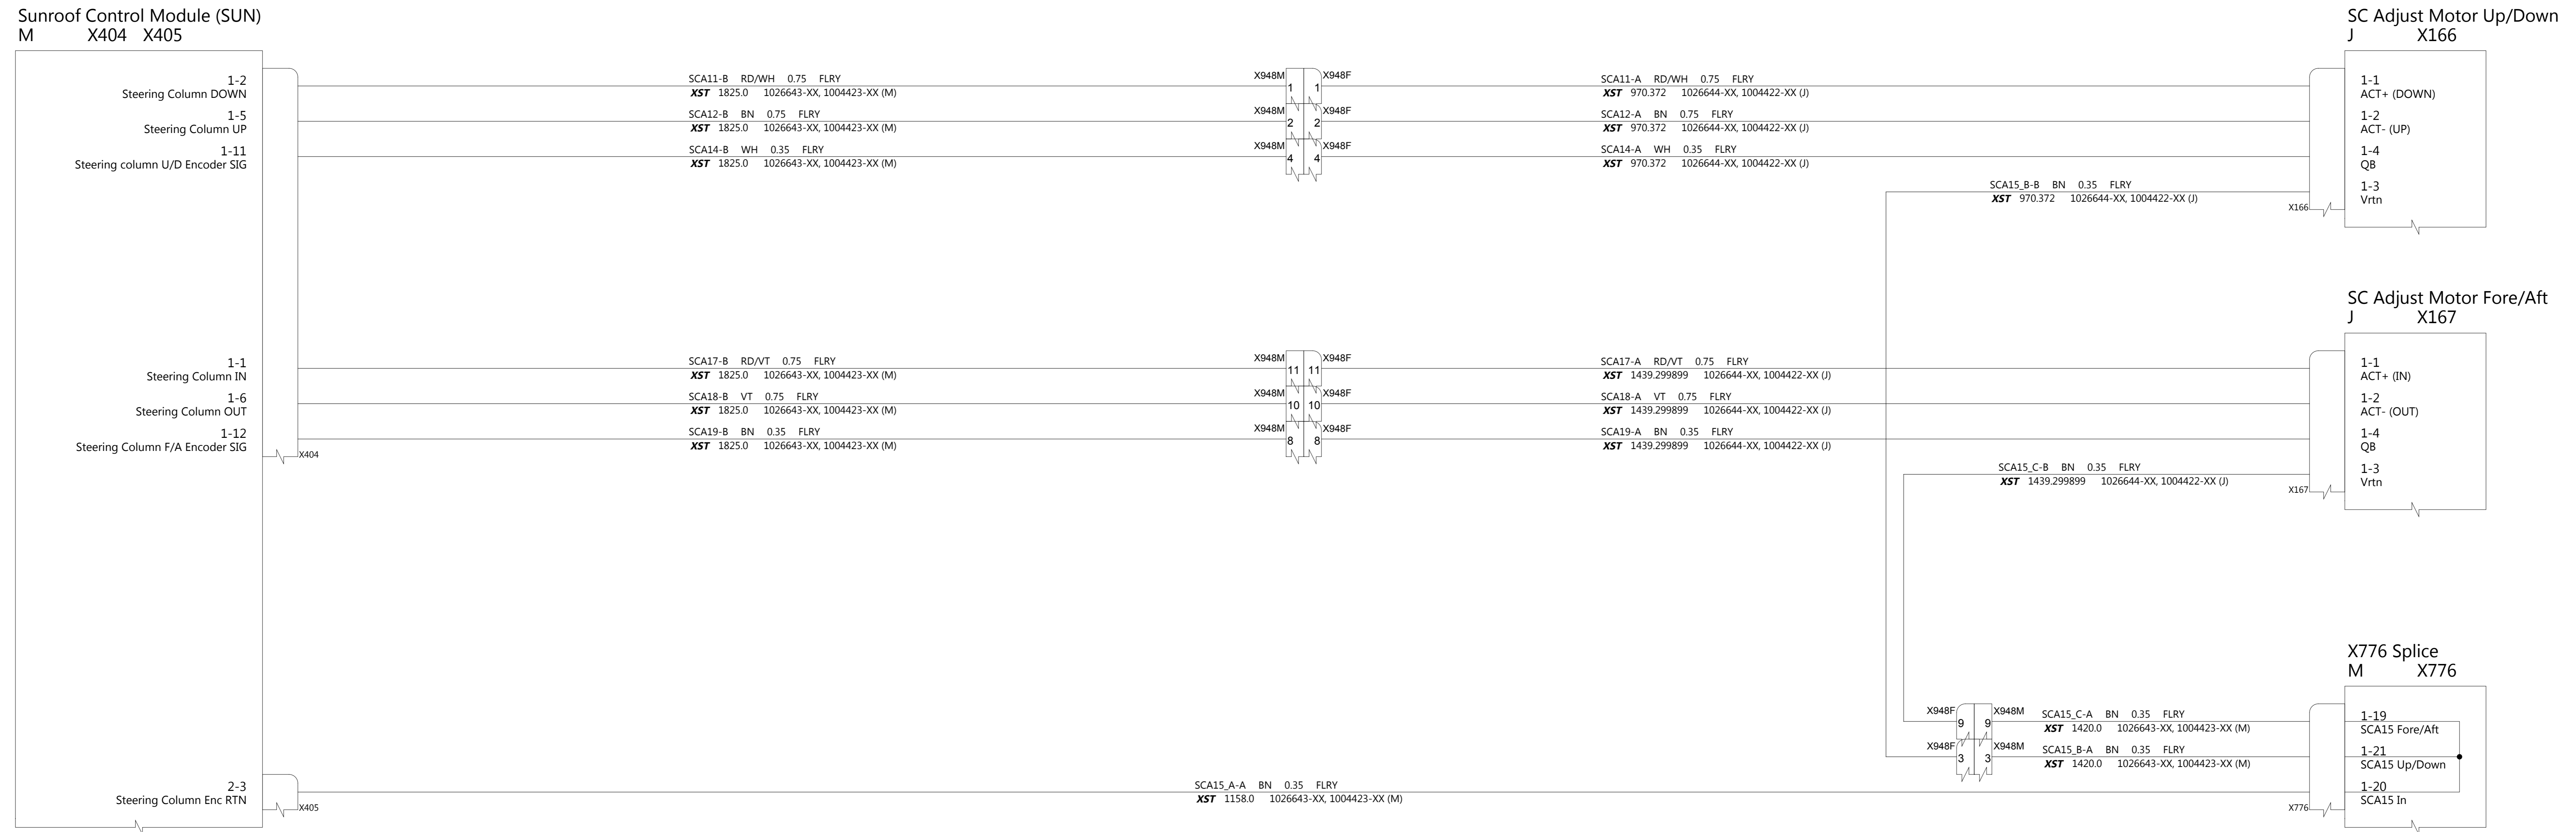 Sunroof Control Module (SUN)
M X404 X405
1-2
Steering Column DOWN
1-5
Steering Column UP
1-11
Steering column U/D Encoder SIG
1-1
Steering Column IN
1-6
Steering Column OUT
1-12
Steering Column F/A Encoder SIG
X404
2-3
Steering Column Enc RTN
X405
SCA11-B RD/WH 0.75 FLRY
XST 1825.0 1026643-XX, 1004423-XX (M)
SCA12-B BN 0.75 FLRY
XST 1825.0 1026643-XX, 1004423-XX (M)
SCA14-B WH 0.35 FLRY
XST 1825.0 1026643-XX, 1004423-XX (M)
X948M 1 1 X948F
X948M 2 2 X948F
X948M 4 4 X948F
SCA11-A RD/WH 0.75 FLRY
XST 970.372 1026644-XX, 1004422-XX (J)
SCA12-A BN 0.75 FLRY
XST 970.372 1026644-XX, 1004422-XX (J)
SCA14-A WH 0.35 FLRY
XST 970.372 1026644-XX, 1004422-XX (J)
SCA15_B-B BN 0.35 FLRY
XST 970.372 1026644-XX, 1004422-XX (J)
SC Adjust Motor Up/Down
J X166
1-1
ACT+ (DOWN)
1-2
ACT- (UP)
1-4
QB
1-3
Vrtn
X166
SCA17-B RD/VT 0.75 FLRY
XST 1825.0 1026643-XX, 1004423-XX (M)
SCA18-B VT 0.75 FLRY
XST 1825.0 1026643-XX, 1004423-XX (M)
SCA19-B BN 0.35 FLRY
XST 1825.0 1026643-XX, 1004423-XX (M)
X948M 11 11 X948F
X948M 10 10 X948F
X948M 8 8 X948F
SCA17-A RD/VT 0.75 FLRY
XST 1439.299899 1026644-XX, 1004422-XX (J)
SCA18-A VT 0.75 FLRY
XST 1439.299899 1026644-XX, 1004422-XX (J)
SCA19-A BN 0.35 FLRY
XST 1439.299899 1026644-XX, 1004422-XX (J)
SCA15_C-B BN 0.35 FLRY
XST 1439.299899 1026644-XX, 1004422-XX (J)
SC Adjust Motor Fore/Aft
J X167
1-1
ACT+ (IN)
1-2
ACT- (OUT)
1-4
QB
1-3
Vrtn
X167
X948F 9 9 X948M
X948F 3 3 X948M
SCA15_C-A BN 0.35 FLRY
XST 1420.0 1026643-XX, 1004423-XX (M)
SCA15_B-A BN 0.35 FLRY
XST 1420.0 1026643-XX, 1004423-XX (M)
SCA15_A-A BN 0.35 FLRY
XST 1158.0 1026643-XX, 1004423-XX (M)
X776 Splice
M X776
1-19
SCA15 Fore/Aft
1-21
SCA15 Up/Down
1-20
SCA15 In
X776